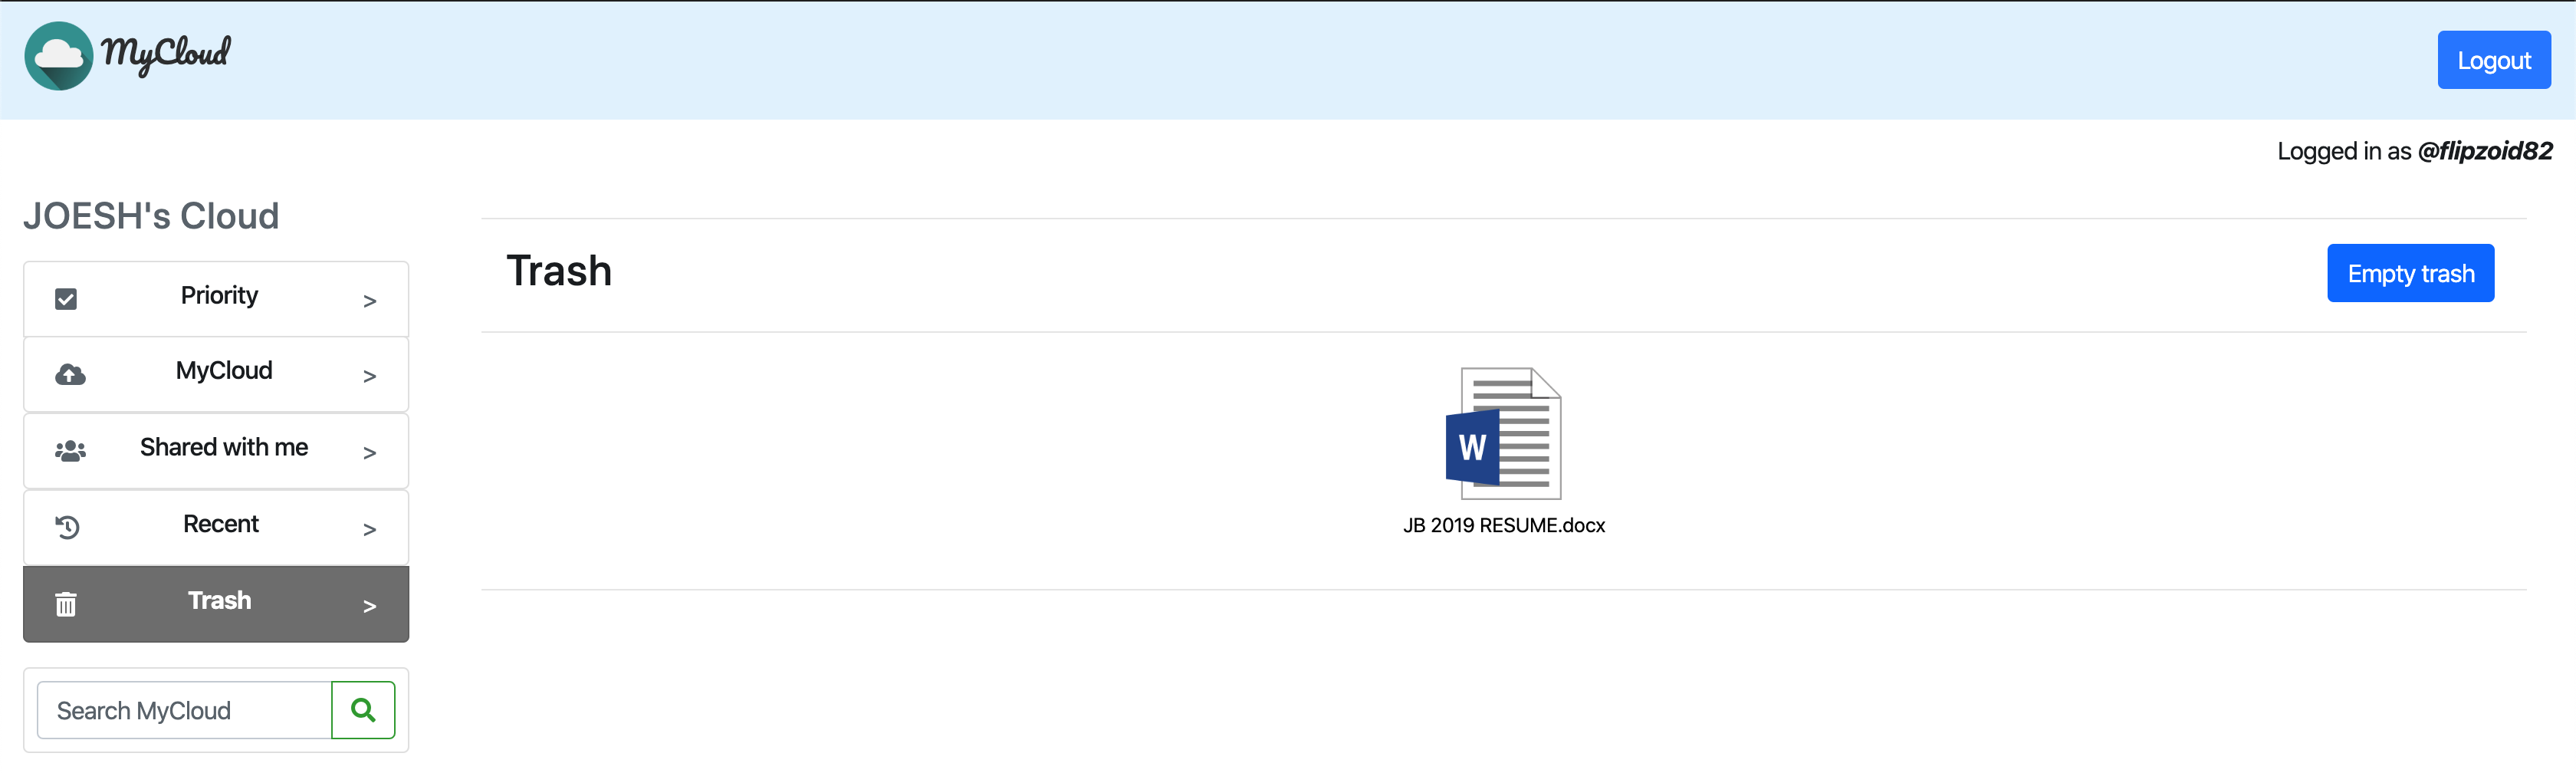 MyCloud
Logout
Logged in as @flipzoid82
JOESH's Cloud
Priority >
MyCloud >
Shared with me >
Recent >
Trash >
Search MyCloud
Trash
Empty trash
W
JB 2019 RESUME.docx